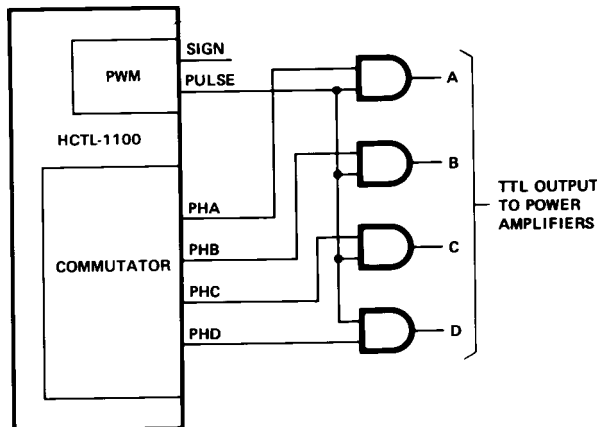 SIGN
PWM
PULSE
A
HCTL-1100
B
TTL OUTPUT
TO POWER
AMPLIFIERS
PHA
PHB
C
COMMUTATOR
PHC
PHD
D